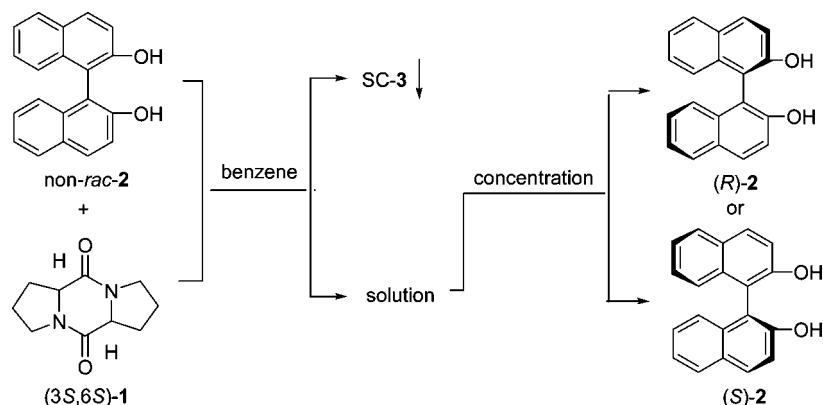 OH
OH
non-rac-2
+
O
H
N
N
H
O
(3S,6S)-1
benzene
SC-3
solution
concentration
OH
OH
(R)-2
or
OH
OH
(S)-2